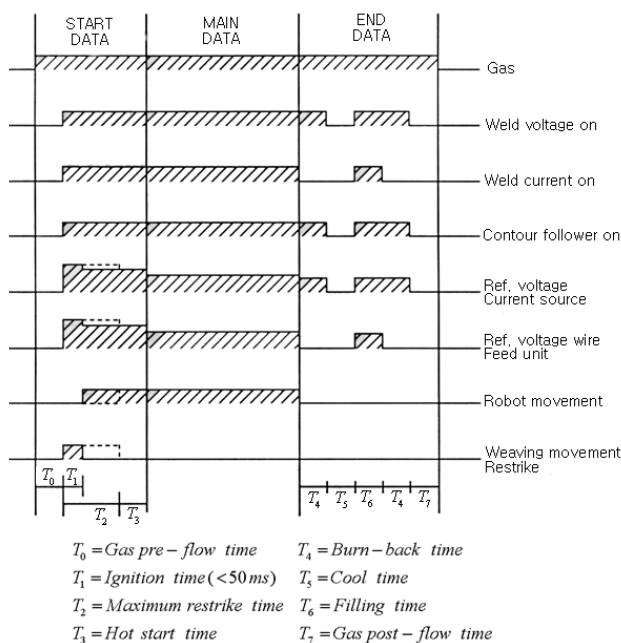 START DATA
MAIN DATA
END DATA
Gas
Weld voltage on
Weld current on
Contour follower on
Ref, voltage
Current source
Ref, voltage wire
Feed unit
Robot movement
Weaving movement
Restrike
T0 T1 T2 T3 T4 T5 T6 T4 T7
T0 = Gas pre - flow time
T1 = Ignition time (<50 ms)
T2 = Maximum restrike time
T3 = Hot start time
T4 = Burn - back time
T5 = Cool time
T6 = Filling time
T7 = Gas post - flow time